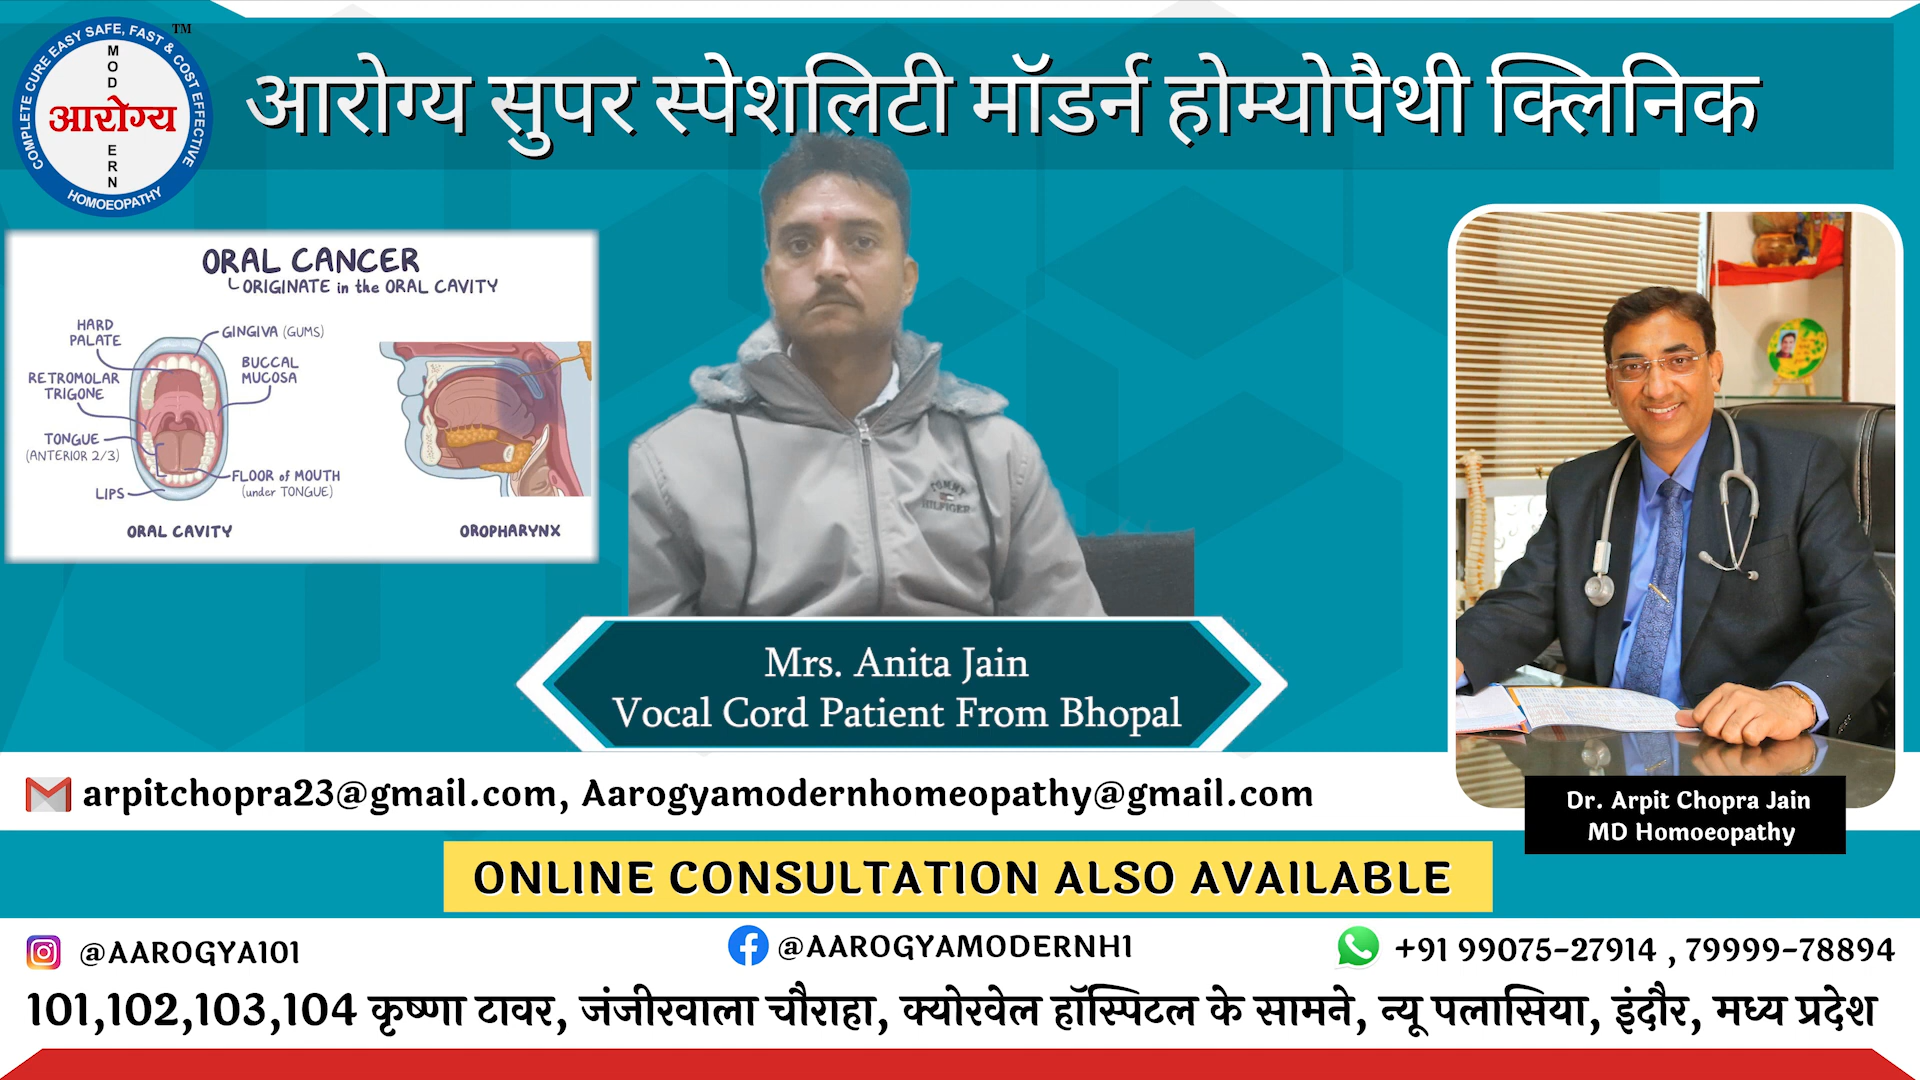 COMPLETE CURE EASY SAFE, FAST & COST EFFECTIVE
TM
MODERN
आरोग्य
HOMOEOPATHY
आरोग्य सुपर स्पेशलिटी मॉडर्न होम्योपैथी क्लिनिक
ORAL CANCER
ORIGINATE in the ORAL CAVITY
HARD
PALATE
GINGIVA (GUMS)
BUCCAL
MUCOSA
RETROMOLAR
TRIGONE
TONGUE
(ANTERIOR 2/3)
FLOOR of MOUTH
(under TONGUE)
LIPS
ORAL CAVITY
OROPHARYNX
TOMMY
HILFIGER
Mrs. Anita Jain
Vocal Cord Patient From Bhopal
arpitchopra23@gmail.com, Aarogyamodernhomeopathy@gmail.com
Dr. Arpit Chopra Jain
MD Homoeopathy
ONLINE CONSULTATION ALSO AVAILABLE
@AAROGYA101
@AAROGYAMODERNH1
+91 99075-27914 , 79999-78894
101,102,103,104 कृष्णा टावर, जंजीरवाला चौराहा, क्योरवेल हॉस्पिटल के सामने, न्यू पलासिया, इंदौर, मध्य प्रदेश